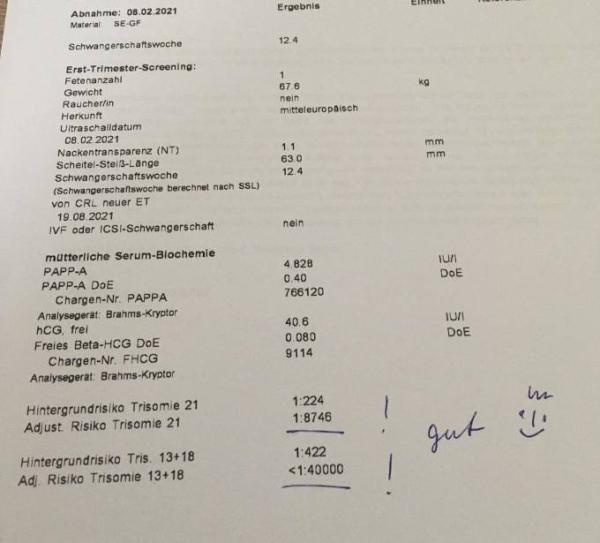 Abnahme: 08.02.2021 Ergebnis Einheit
Material: SE-GF
Schwangerschaftswoche 12.4
Erst-Trimester-Screening:
Fetenanzahl 1
Gewicht 67.6 kg
Raucher/in nein
Herkunft mitteleuropäisch
Ultraschalldatum
08.02.2021
Nackentransparenz (NT) 1.1 mm
Scheitel-Steiß-Länge 63.0 mm
Schwangerschaftswoche 12.4
(Schwangerschaftswoche berechnet nach SSL)
von CRL neuer ET
19.08.2021
IVF oder ICSI-Schwangerschaft nein
mütterliche Serum-Biochemie
PAPP-A 4.828 IU/l
PAPP-A DoE 0.40 DoE
Chargen-Nr. PAPPA 766120
Analysegerät: Brahms-Kryptor
hCG, frei 40.6 IU/l
Freies Beta-HCG DoE 0.080 DoE
Chargen-Nr. FHCG 9114
Analysegerät: Brahms-Kryptor
Hintergrundrisiko Trisomie 21 1:224
Adjust. Risiko Trisomie 21 1:8746 !
gut
Hintergrundrisiko Tris. 13+18 1:422
Adj. Risiko Trisomie 13+18 <1:40000 !